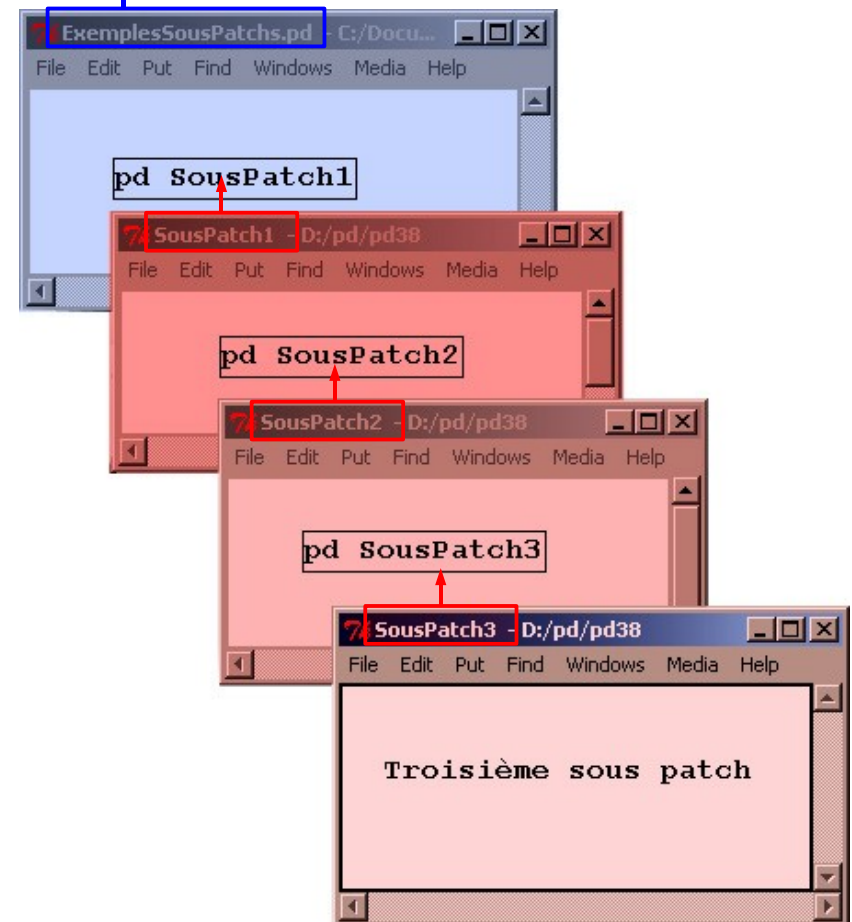 ExemplesSousPatchs.pd - C:/Docu...
File Edit Put Find Windows Media Help
pd SousPatch1
SousPatch1 - D:/pd/pd38
File Edit Put Find Windows Media Help
pd SousPatch2
SousPatch2 - D:/pd/pd38
File Edit Put Find Windows Media Help
pd SousPatch3
SousPatch3 - D:/pd/pd38
File Edit Put Find Windows Media Help
Troisième sous patch